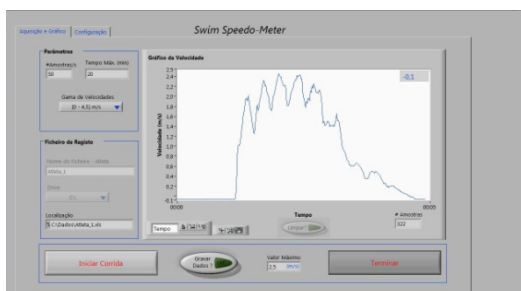 Swim Speedo-Meter
Aquisição e Gráfico
Configuração
Parâmetros
#Amostras/s
Tempo Máx. (min)
50
20
Gama de Velocidades
[0 - 4,5] m/s
Ficheiro de Registo
Nome do Ficheiro - atleta
Atleta_1
Drive
C:\
Localização
C:\Dados\Atleta_1.xls
Gráfico da Velocidade
-0,1
Velocidade (m/s)
2,5
2,4
2,2
2,0
1,8
1,6
1,4
1,2
1,0
0,8
0,6
0,4
0,2
-0,1
00:00
00:05
Tempo
Tempo
Limpar?
# Amostras
322
Iniciar Corrida
Gravar
Dados ?
Valor Máximo
2,5 (m/s)
Terminar